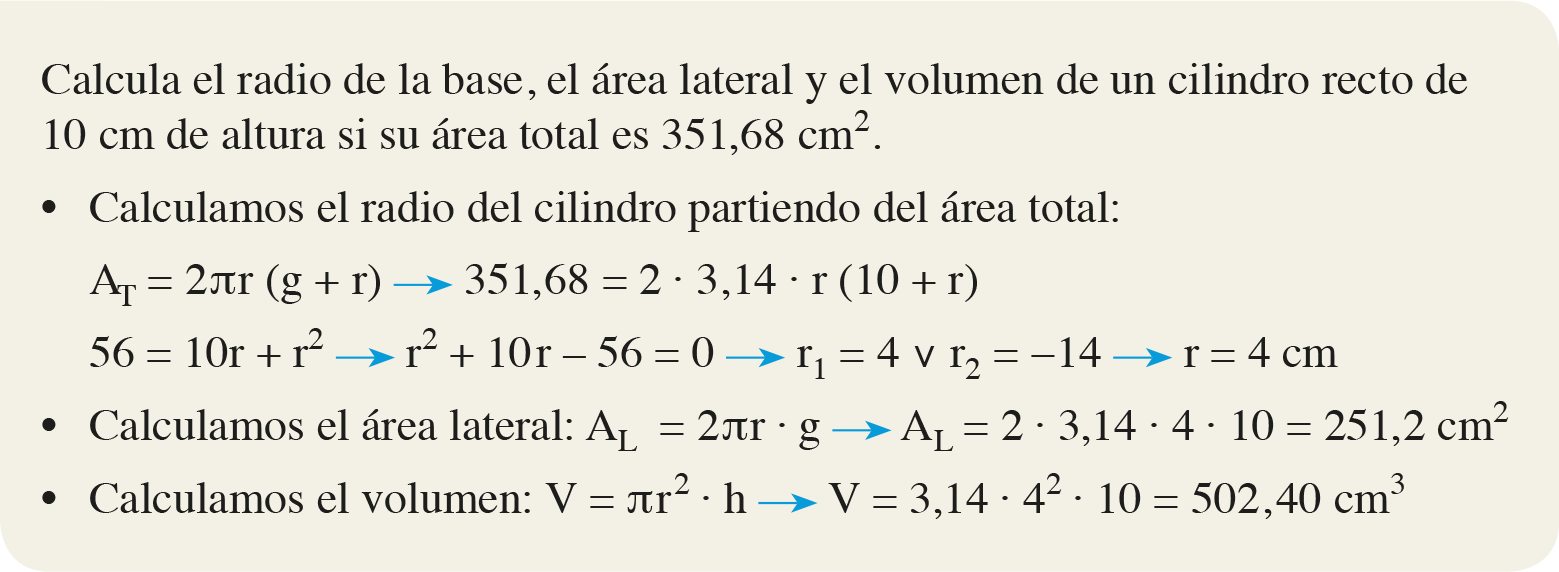 Calcula el radio de la base, el área lateral y el volumen de un cilindro recto de
10 cm de altura si su área total es 351,68 cm².
• Calculamos el radio del cilindro partiendo del área total:
A_T = 2πr (g + r) → 351,68 = 2 · 3,14 · r (10 + r)
56 = 10r + r² → r² + 10r – 56 = 0 → r₁ = 4 ∨ r₂ = –14 → r = 4 cm
• Calculamos el área lateral: A_L = 2πr · g → A_L = 2 · 3,14 · 4 · 10 = 251,2 cm²
• Calculamos el volumen: V = πr² · h → V = 3,14 · 4² · 10 = 502,40 cm³